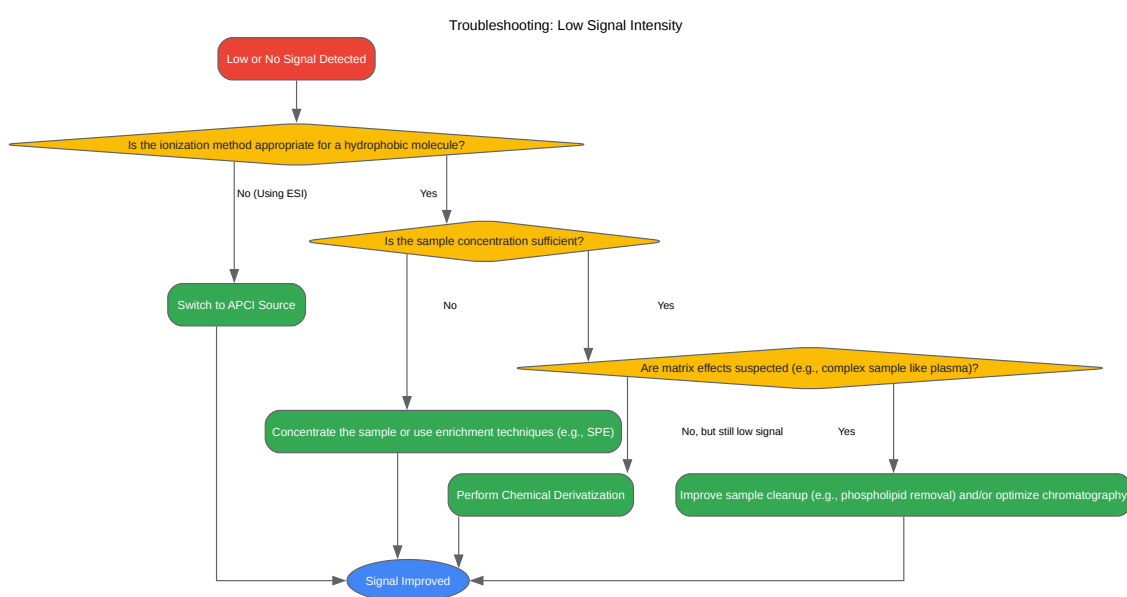 Troubleshooting: Low Signal Intensity
Low or No Signal Detected
Is the ionization method appropriate for a hydrophobic molecule?
No (Using ESI)
Yes
Is the sample concentration sufficient?
Switch to APCI Source
No
Yes
Are matrix effects suspected (e.g., complex sample like plasma)?
Concentrate the sample or use enrichment techniques (e.g., SPE)
No, but still low signal
Yes
Perform Chemical Derivatization
Improve sample cleanup (e.g., phospholipid removal) and/or optimize chromatography
Signal Improved